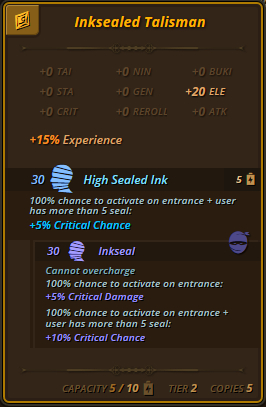 Inksealed Talisman
+0 TAI +0 NIN +0 BUKI
+0 STA +0 GEN +20 ELE
+0 CRIT +0 REROLL +0 ATK
+15% Experience
30 High Sealed Ink 5
100% chance to activate on entrance + user
has more than 5 seal:
+5% Critical Chance
30 Inkseal
Cannot overcharge
100% chance to activate on entrance:
+5% Critical Damage
100% chance to activate on entrance +
user has more than 5 seal:
+10% Critical Chance
CAPACITY 5 / 10 TIER 2 COPIES 5